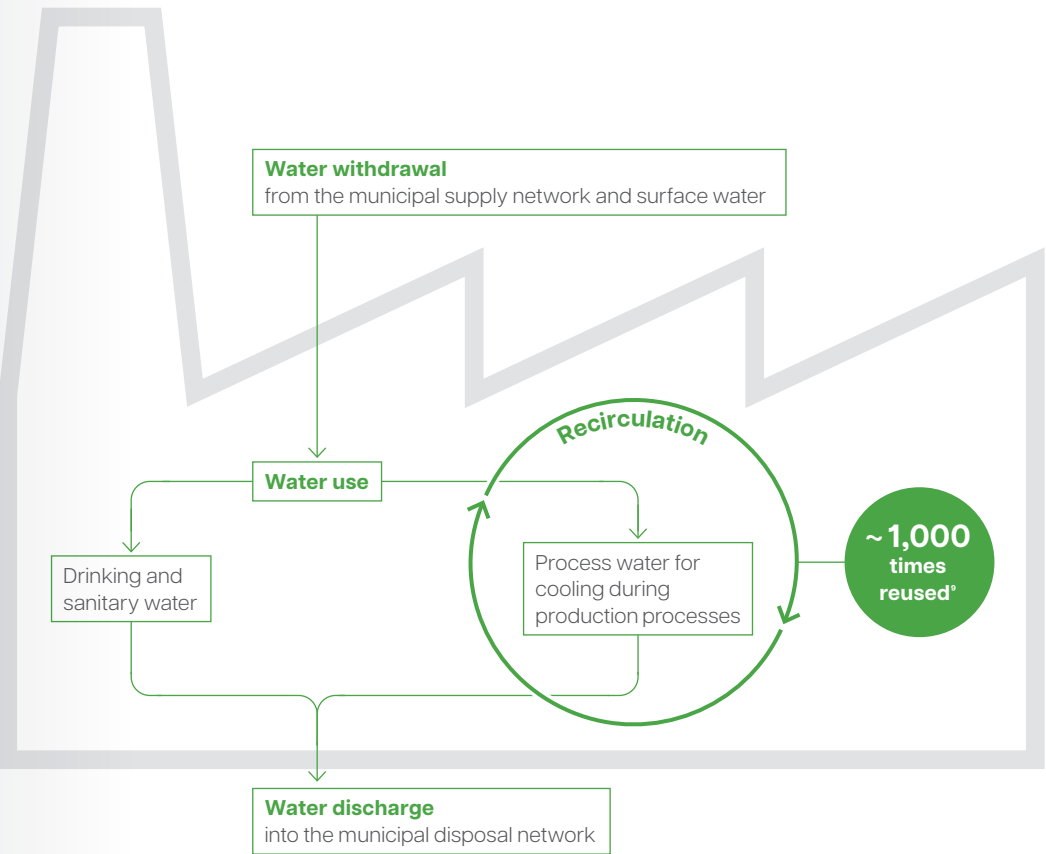 Water withdrawal
from the municipal supply network and surface water
Recirculation
Water use
~1,000
times
reused⁹
Drinking and
sanitary water
Process water for
cooling during
production processes
Water discharge
into the municipal disposal network